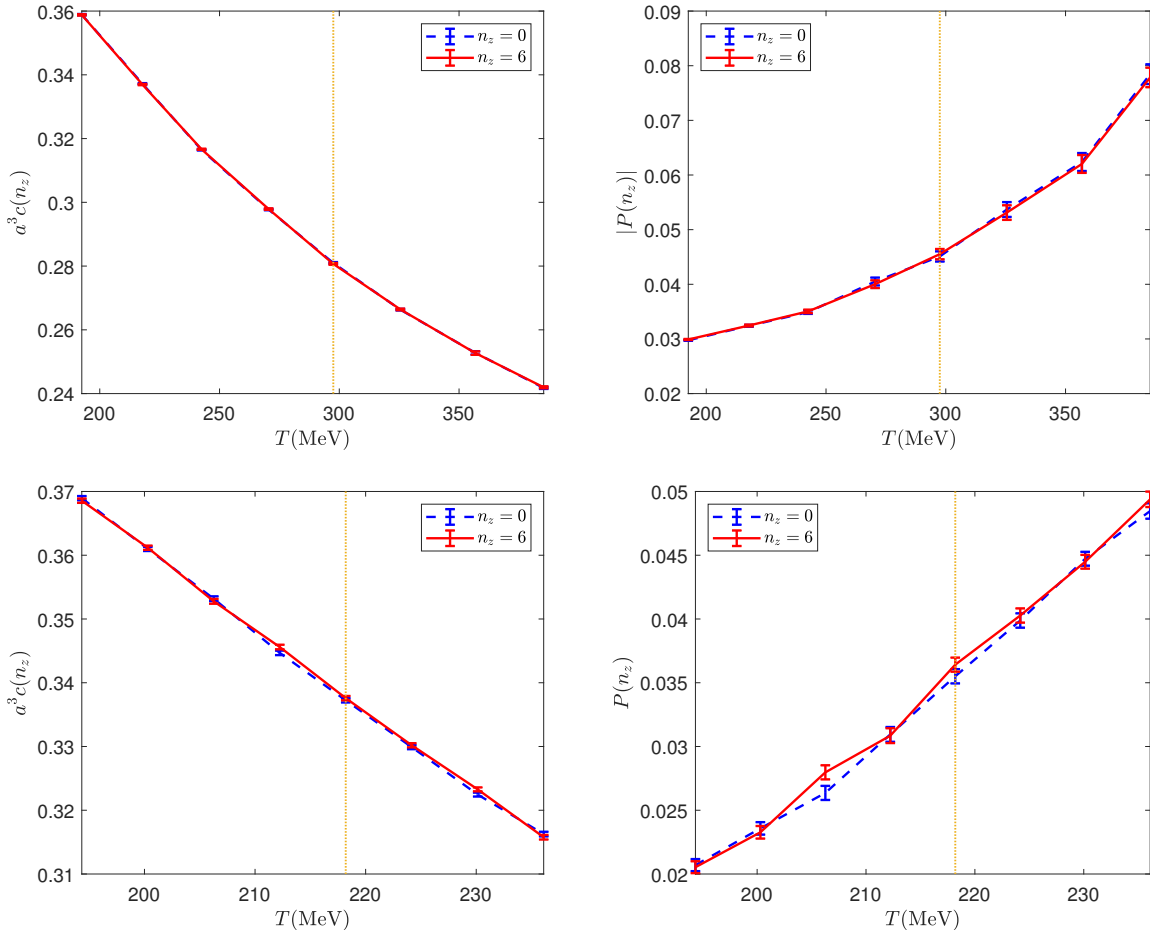 0.36
0.34
0.32
0.3
0.28
0.26
0.24
200
250
300
350
T(MeV)
a³c(n_z)
n_z = 0
n_z = 6
0.09
0.08
0.07
0.06
0.05
0.04
0.03
0.02
200
250
300
350
T(MeV)
|P(n_z)|
n_z = 0
n_z = 6
0.37
0.36
0.35
0.34
0.33
0.32
0.31
200
210
220
230
T(MeV)
a³c(n_z)
n_z = 0
n_z = 6
0.05
0.045
0.04
0.035
0.03
0.025
0.02
200
210
220
230
T(MeV)
P(n_z)
n_z = 0
n_z = 6